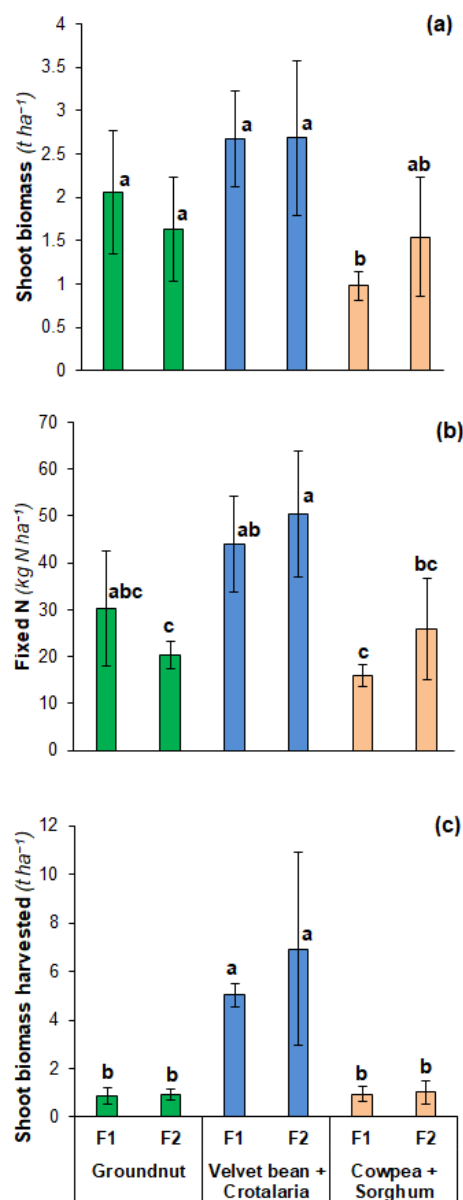 (a)
Shoot biomass (t ha⁻¹)
4
3.5
3
2.5
2
1.5
1
0.5
0
a
a
a
a
b
ab
(b)
Fixed N (kg N ha⁻¹)
70
60
50
40
30
20
10
0
abc
c
ab
a
c
bc
(c)
Shoot biomass harvested (t ha⁻¹)
12
10
8
6
4
2
0
b
b
a
a
b
b
F1 F2 F1 F2 F1 F2
Groundnut
Velvet bean +
Crotalaria
Cowpea +
Sorghum